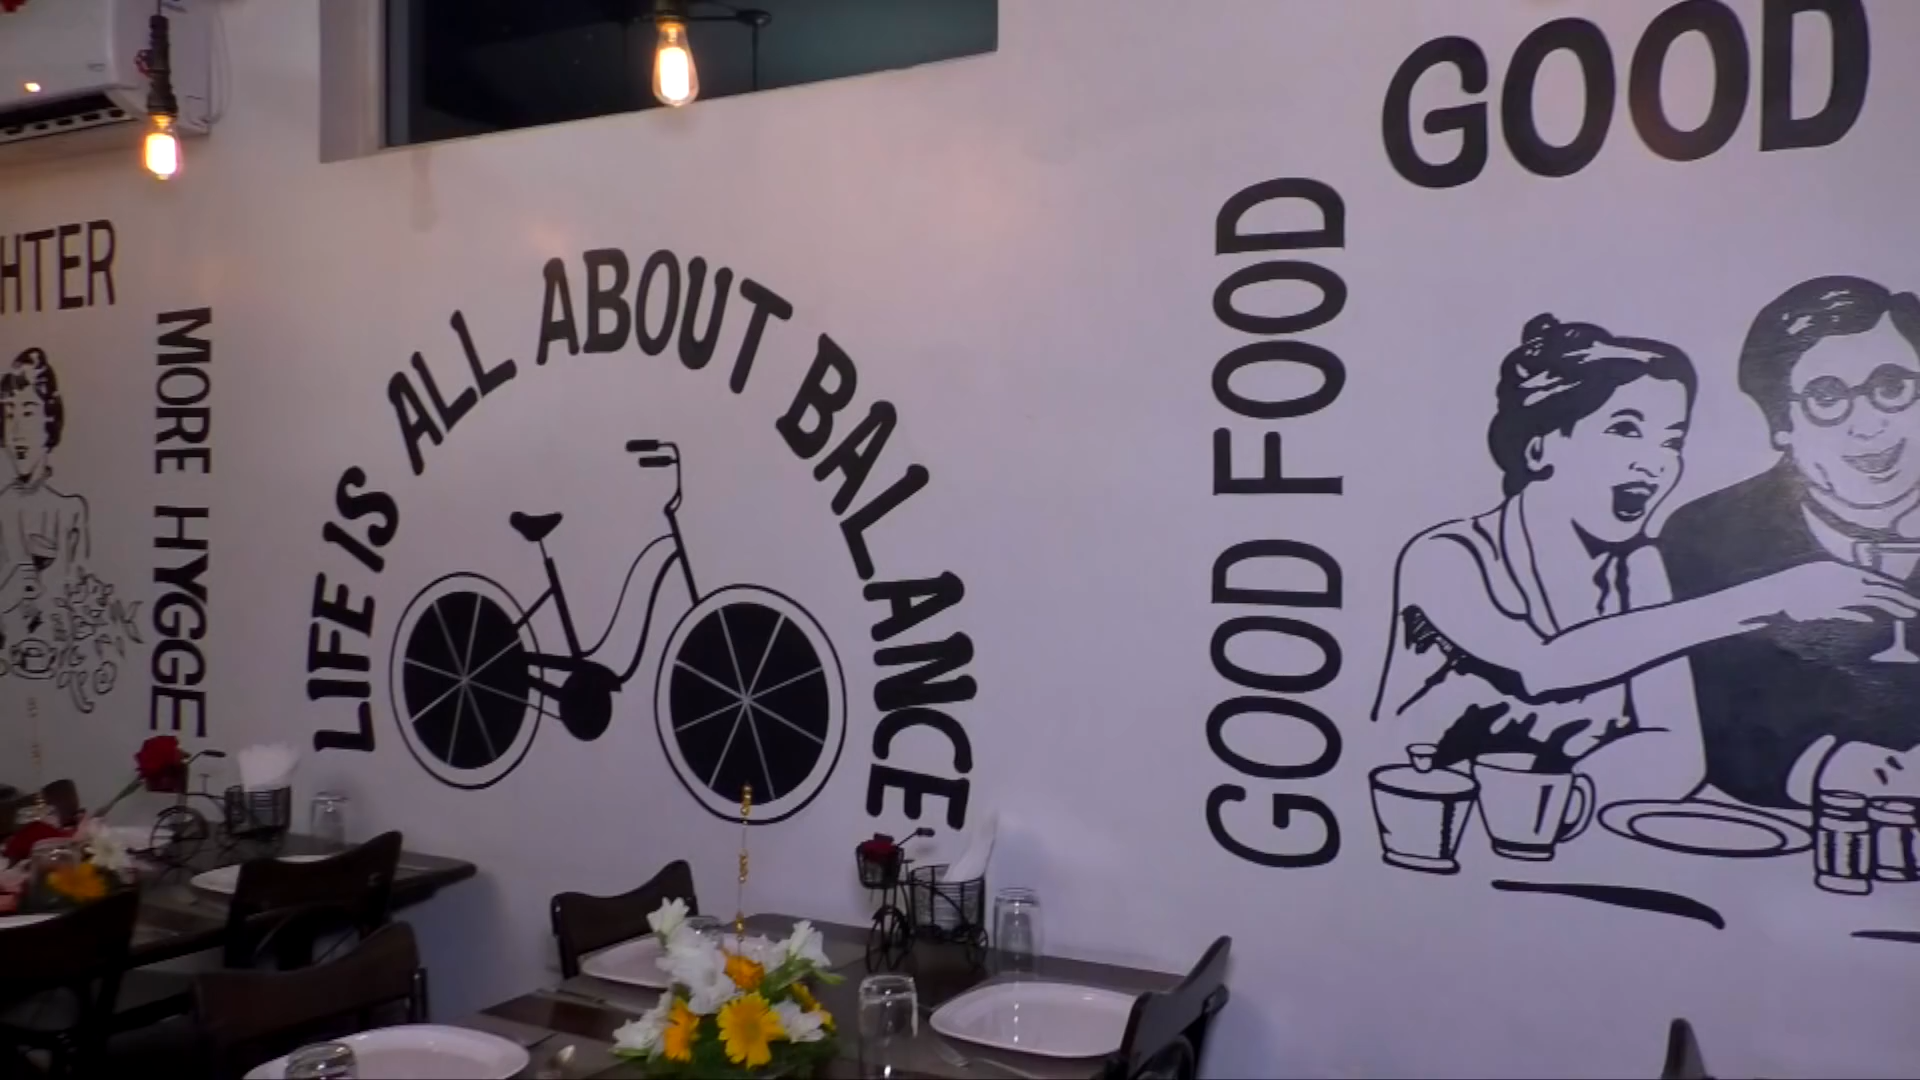 HTER
MORE HYGGE
LIFE IS ALL ABOUT BALANCE
GOOD FOOD
GOOD